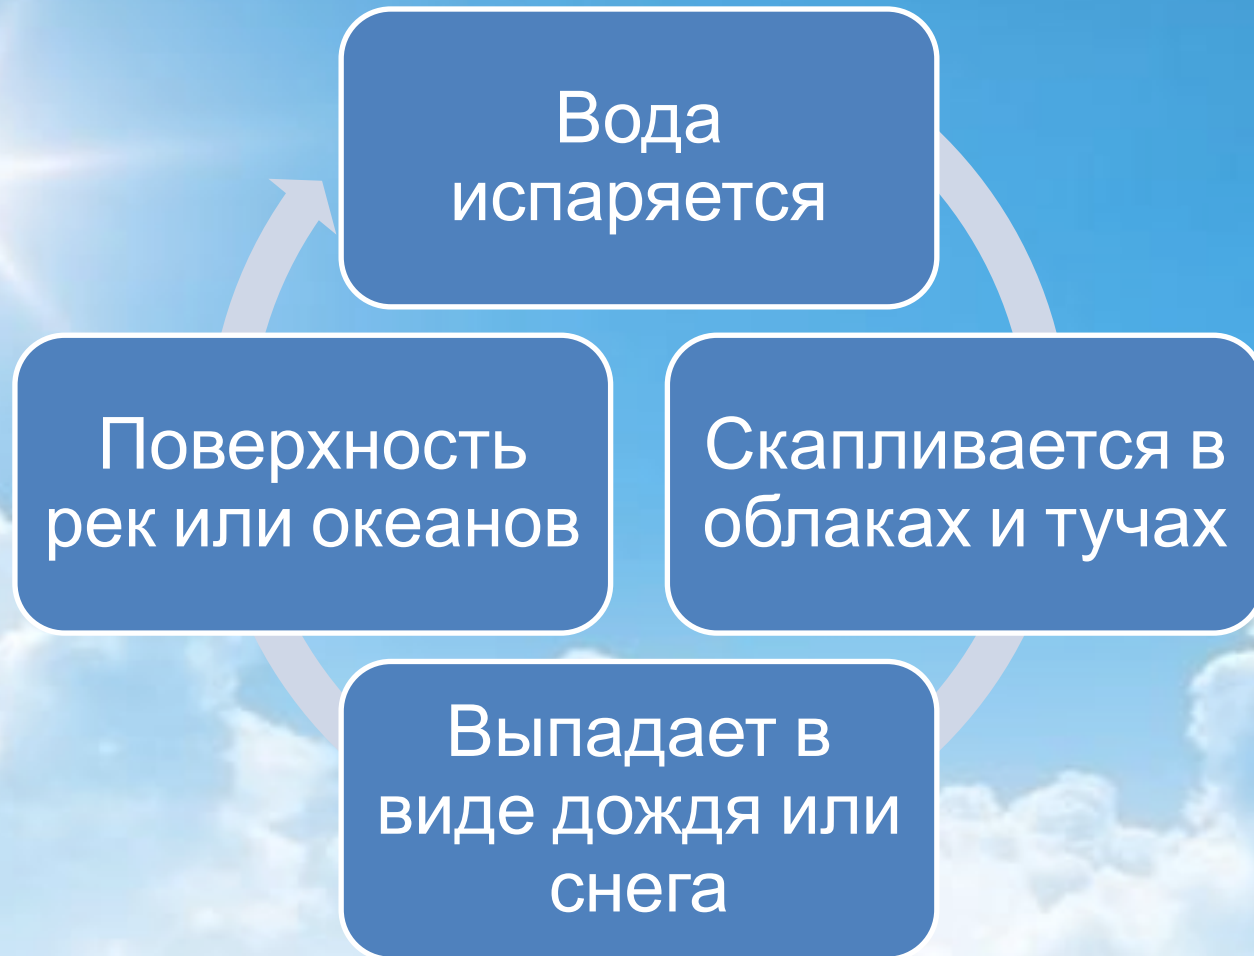 Вода
испаряется
Поверхность
рек или океанов
Скапливается в
облаках и тучах
Выпадает в
виде дождя или
снега